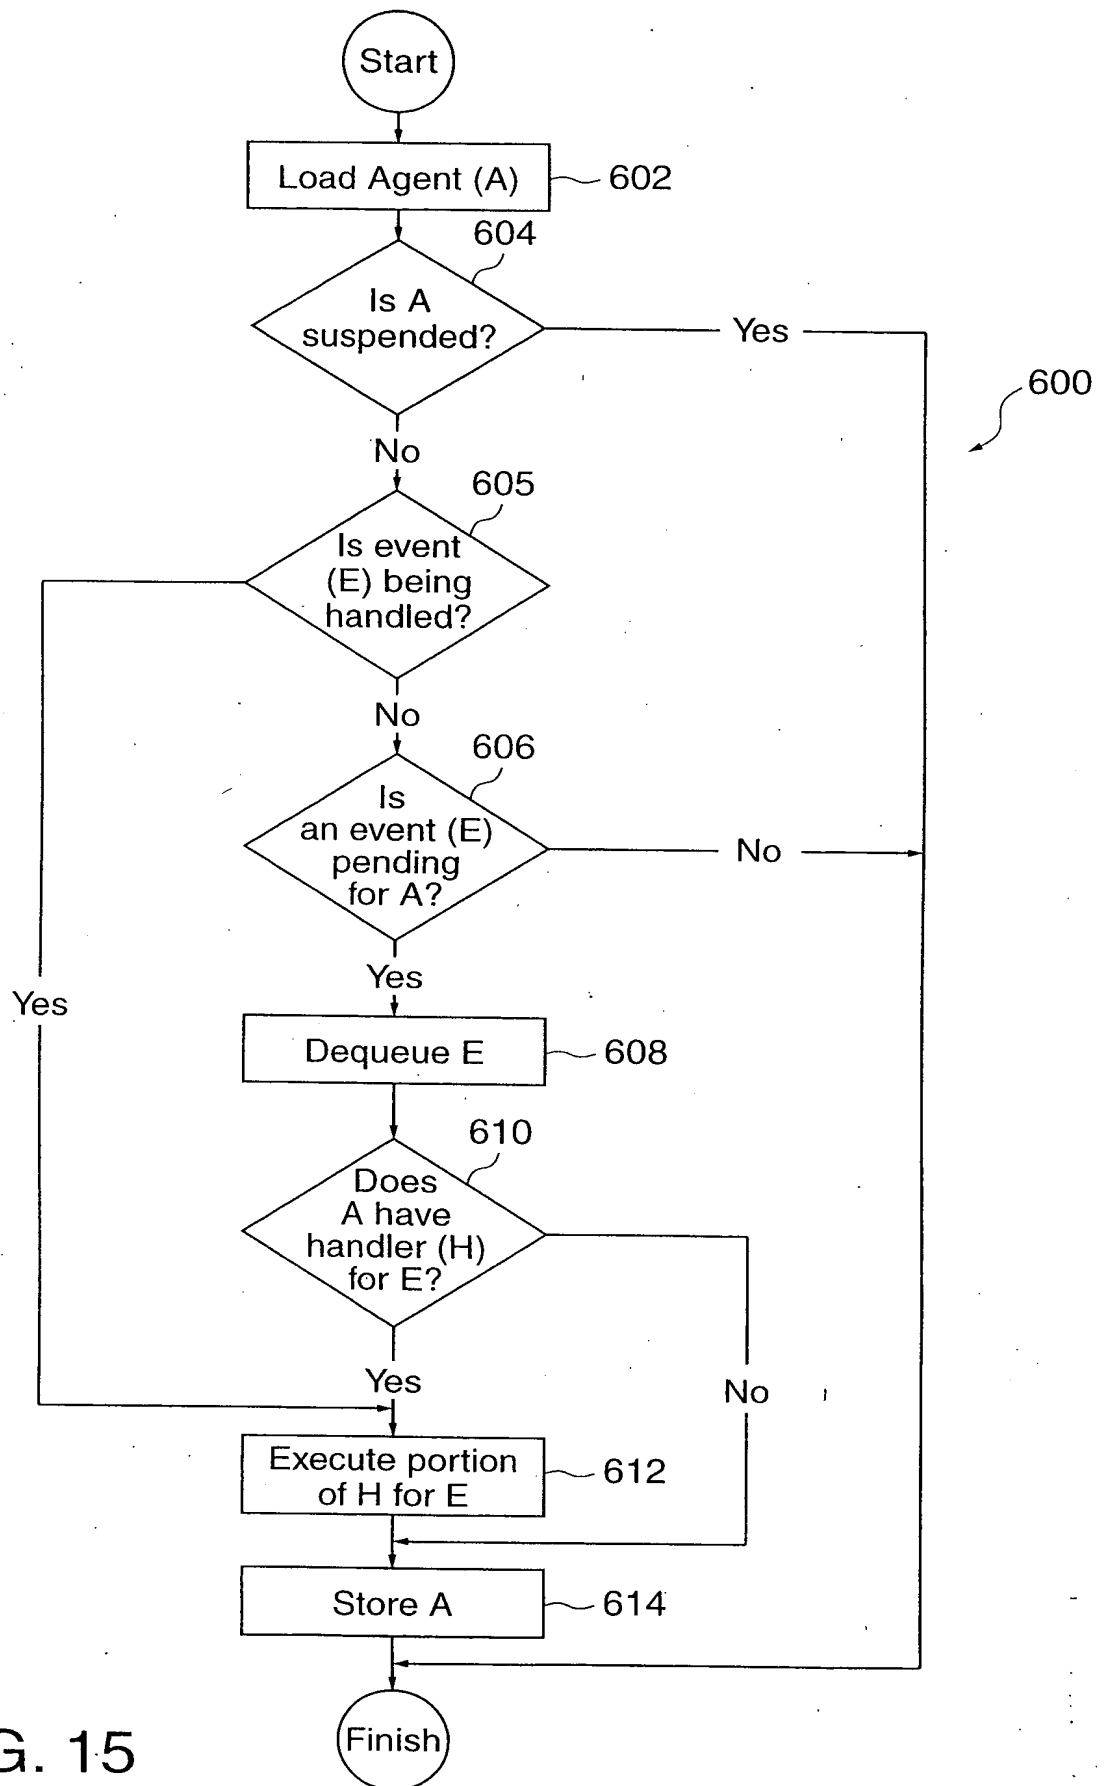 Start
Load Agent (A)
602
604
Is A
suspended?
Yes
600
No
605
Is event
(E) being
handled?
No
606
Is
an event (E)
pending
for A?
No
Yes
Yes
Dequeue E
608
610
Does
A have
handler (H)
for E?
Yes
No
Execute portion
of H for E
612
Store A
614
Finish
G. 15